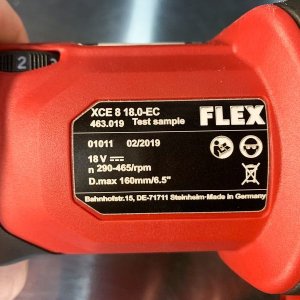 2
XCE 8 18.0-EC
463.019 Test sample
FLEX
01011 02/2019
18 V
n 290-465/rpm
D.max 160mm/6.5"
Bahnhofstr.15, DE-71711 Steinheim-Made in Germany